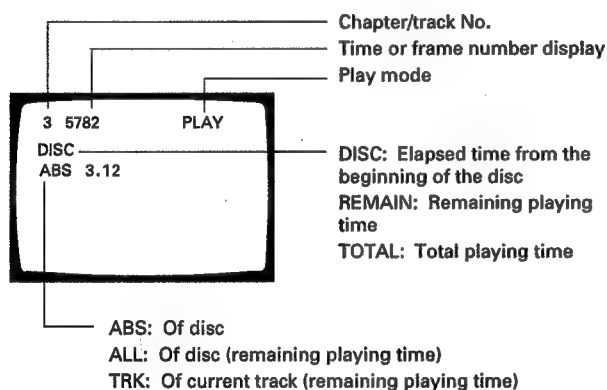 Chapter/track No.
Time or frame number display
Play mode
3 5782 PLAY
DISC
ABS 3.12
DISC: Elapsed time from the
beginning of the disc
REMAIN: Remaining playing
time
TOTAL: Total playing time
ABS: Of disc
ALL: Of disc (remaining playing time)
TRK: Of current track (remaining playing time)